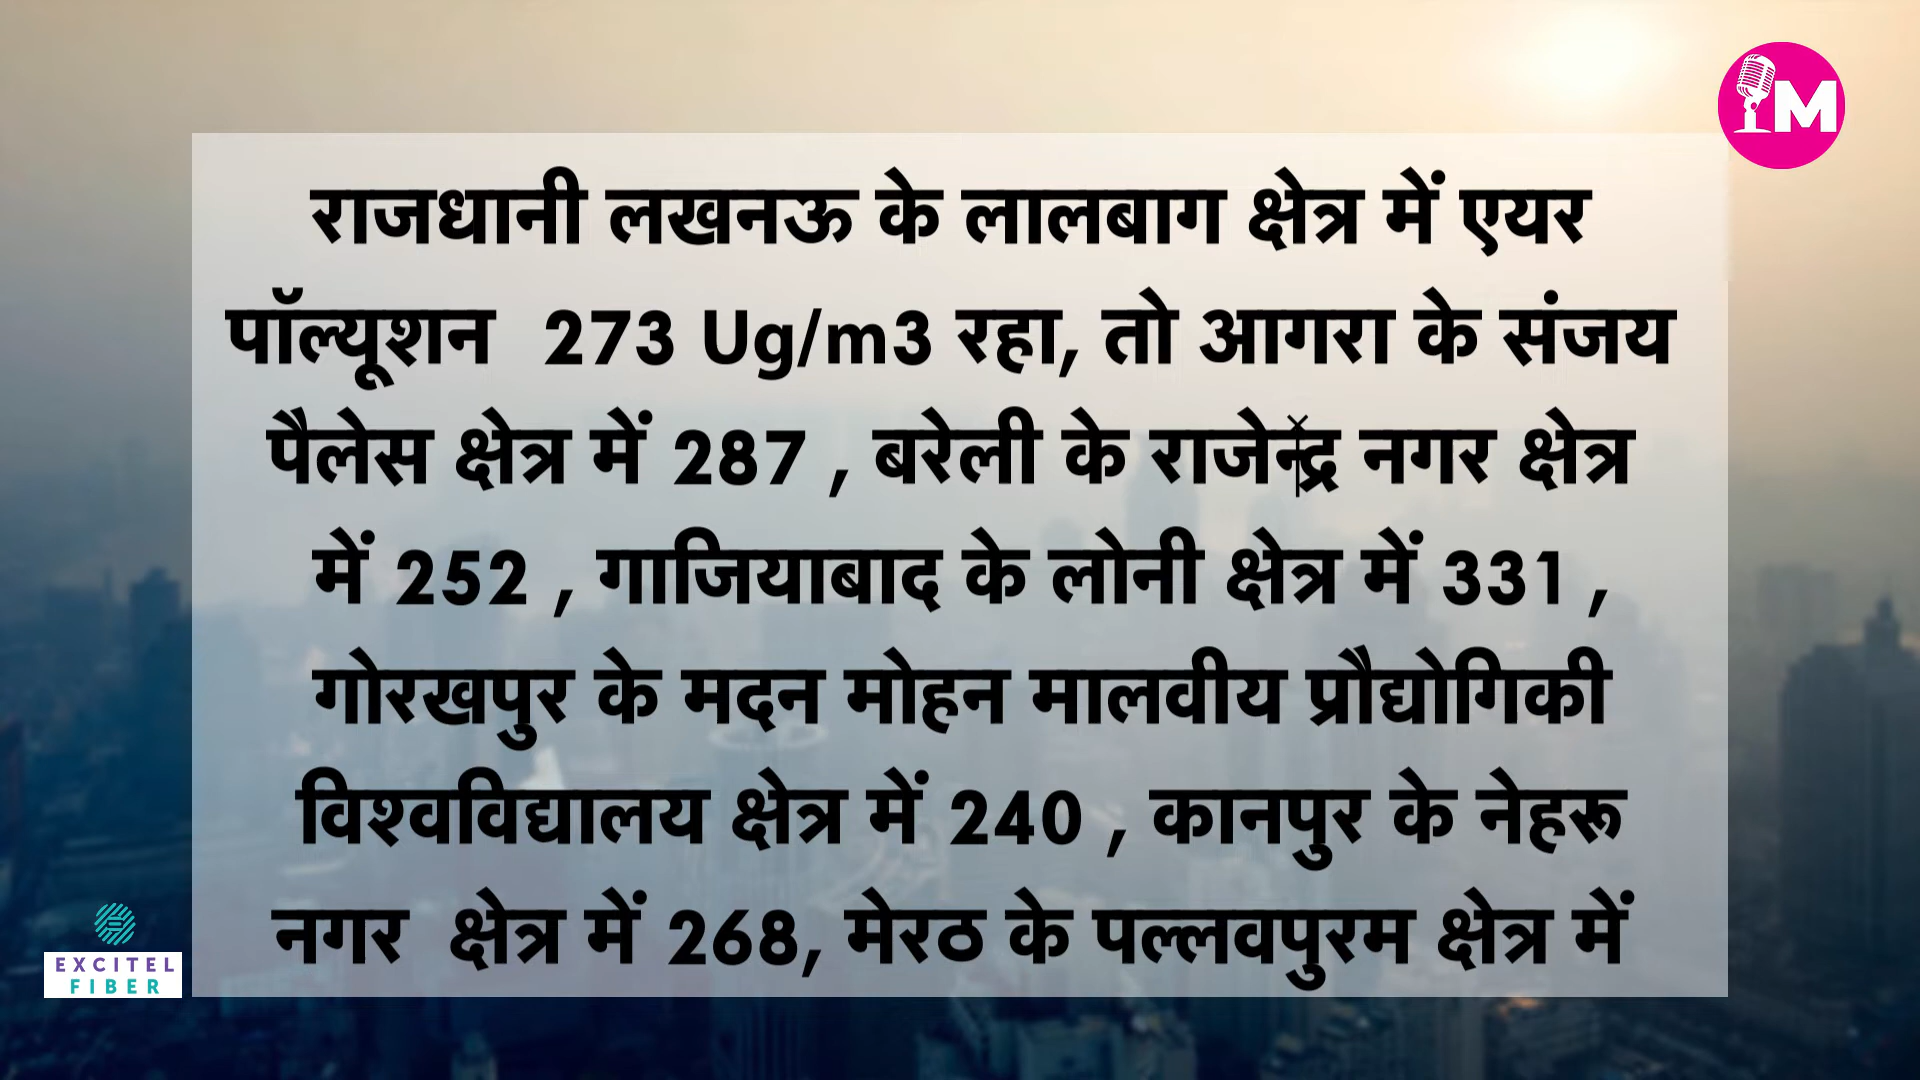 M
राजधानी लखनऊ के लालबाग क्षेत्र में एयर
पॉल्यूशन  273 Ug/m3 रहा, तो आगरा के संजय
पैलेस क्षेत्र में 287 , बरेली के राजेन्द्र नगर क्षेत्र
में 252 , गाजियाबाद के लोनी क्षेत्र में 331 ,
गोरखपुर के मदन मोहन मालवीय प्रौद्योगिकी
विश्वविद्यालय क्षेत्र में 240 , कानपुर के नेहरू
नगर  क्षेत्र में 268, मेरठ के पल्लवपुरम क्षेत्र में
EXCITEL
FIBER